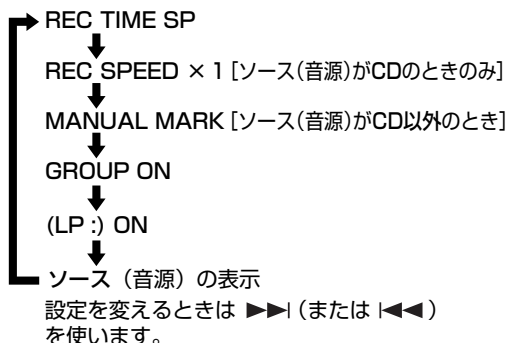 REC TIME SP
REC SPEED × 1 [ソース(音源)がCDのときのみ]
MANUAL MARK [ソース(音源)がCD以外のとき]
GROUP ON
(LP :) ON
ソース（音源）の表示
設定を変えるときは ▶▶| (または |◀◀ )
を使います。